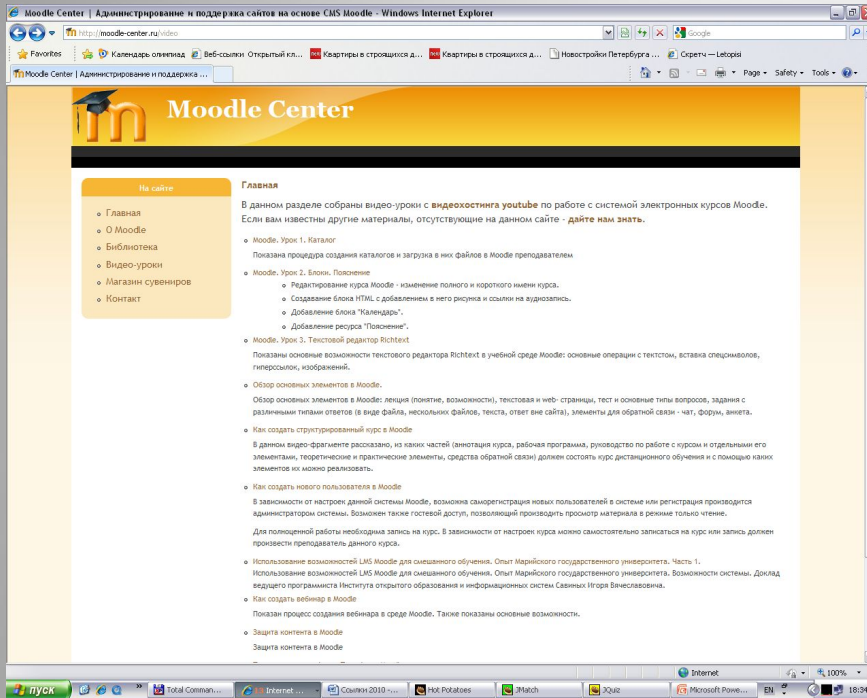 Moodle Center | Администрирование и поддержка сайтов на основе CMS Moodle - Windows Internet Explorer
http://moodle-center.ru/video
Google
Favorites
Календарь олимпиад
Веб-ссылки Открытый кл...
Квартиры в строящихся д...
Квартиры в строящихся д...
Новостройки Петербурга ...
Скретч — Letopisi
Moodle Center | Администрирование и поддержка ...
Page
Safety
Tools
Moodle Center
На сайте
Главная
О Moodle
Библиотека
Видео-уроки
Магазин сувениров
Контакт
Главная
В данном разделе собраны видео-уроки с видеохостинга youtube по работе с системой электронных курсов Moodle.
Если вам известны другие материалы, отсутствующие на данном сайте - дайте нам знать.
Moodle. Урок 1. Каталог
Показана процедура создания каталогов и загрузка в них файлов в Moodle преподавателем
Moodle. Урок 2. Блоки. Пояснение
Редактирование курса Moodle - изменение полного и короткого имени курса.
Создавание блока HTML с добавлением в него рисунка и ссылки на аудиозапись.
Добавление блока "Календарь".
Добавление ресурса "Пояснение".
Moodle. Урок 3. Текстовой редактор Richtext
Показаны основные возможности текстового редактора Richtext в учебной среде Moodle: основные операции с тектстом, вставка спецсимволов,
гиперссылок, изображений.
Обзор основных элементов в Moodle.
Обзор основных элементов в Moodle: лекция (понятие, возможности), текстовая и web- страницы, тест и основные типы вопросов, задания с
различными типами ответов (в виде файла, нескольких файлов, текста, ответ вне сайта), элементы для обратной связи - чат, форум, анкета.
Как создать структурированный курс в Moodle
В данном видео-фрагменте рассказано, из каких частей (аннотация курса, рабочая программа, руководство по работе с курсом и отдельными его
элементами, теоретические и практические элементы, средства обратной связи) должен состоять курс дистанционного обучения и с помощью каких
элементов их можно реализовать.
Как создать нового пользователя в Moodle
В зависимости от настроек данной системы Moodle, возможна саморегистрация новых пользователей в системе или регистрация производится
администратором системы. Возможен также гостевой доступ, позволяющий производить просмотр материала в режиме только чтение.
Для полноценной работы необходима запись на курс. В зависимости от настроек курса можно самостоятельно записаться на курс или запись должен
произвести преподаватель данного курса.
Использование возможностей LMS Moodle для смешанного обучения. Опыт Марийского государственного университета. Часть 1.
Использование возможностей LMS Moodle для смешанного обучения. Опыт Марийского государственного университета. Возможности системы. Доклад
ведущего программиста Института открытого образования и информационных систем Савиных Игоря Вячеславовича.
Как создать вебинар в Moodle
Показан процесс создания вебинара в среде Moodle. Также показаны основные возможности.
Защита контента в Moodle
Защита контента в Moodle
Internet
100%
пуск
Total Comman...
Internet ...
Ссылки 2010 -...
Hot Potatoes
JMatch
JQuiz
Microsoft Powe...
EN